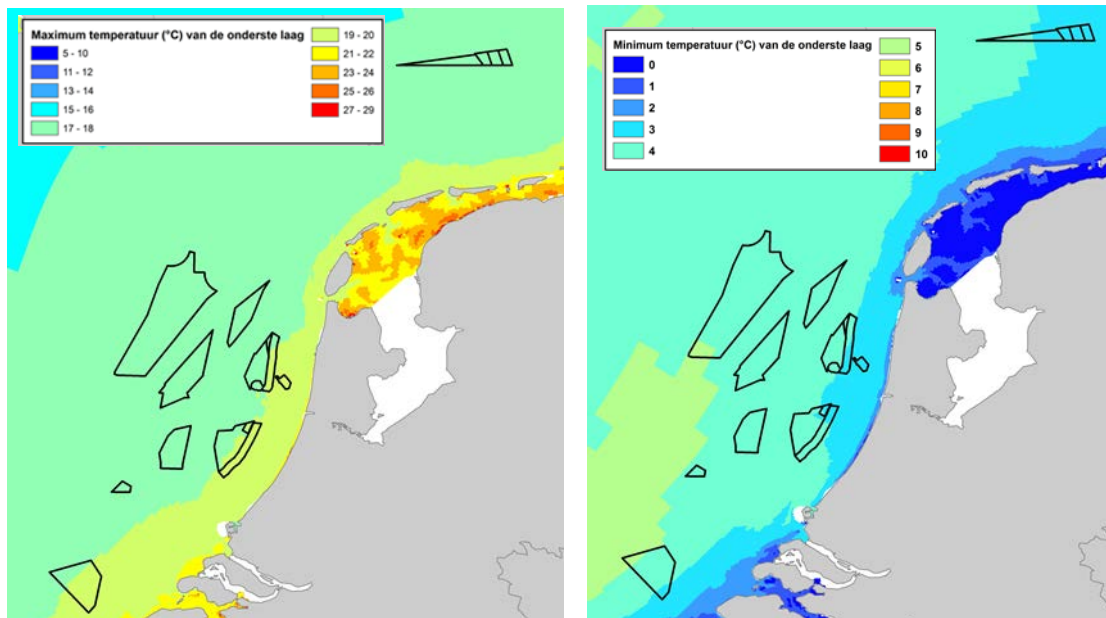 Maximum temperatuur (°C) van de onderste laag
5 - 10
11 - 12
13 - 14
15 - 16
17 - 18
19 - 20
21 - 22
23 - 24
25 - 26
27 - 29
Minimum temperatuur (°C) van de onderste laag
0
1
2
3
4
5
6
7
8
9
10